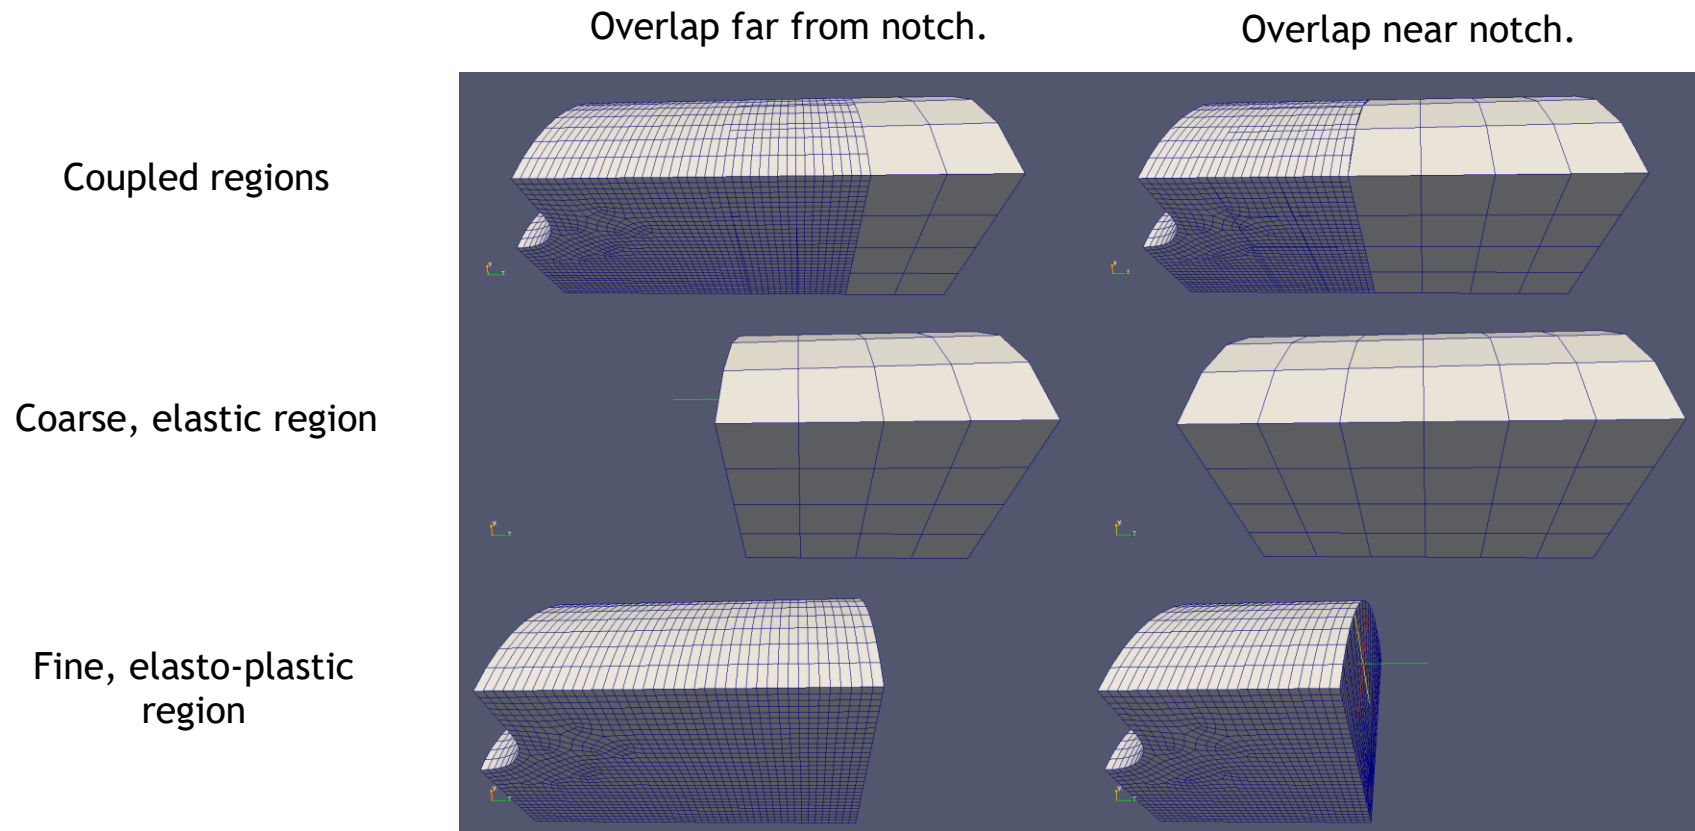 Overlap far from notch.
Overlap near notch.
Coupled regions
Coarse, elastic region
Fine, elasto-plastic
region